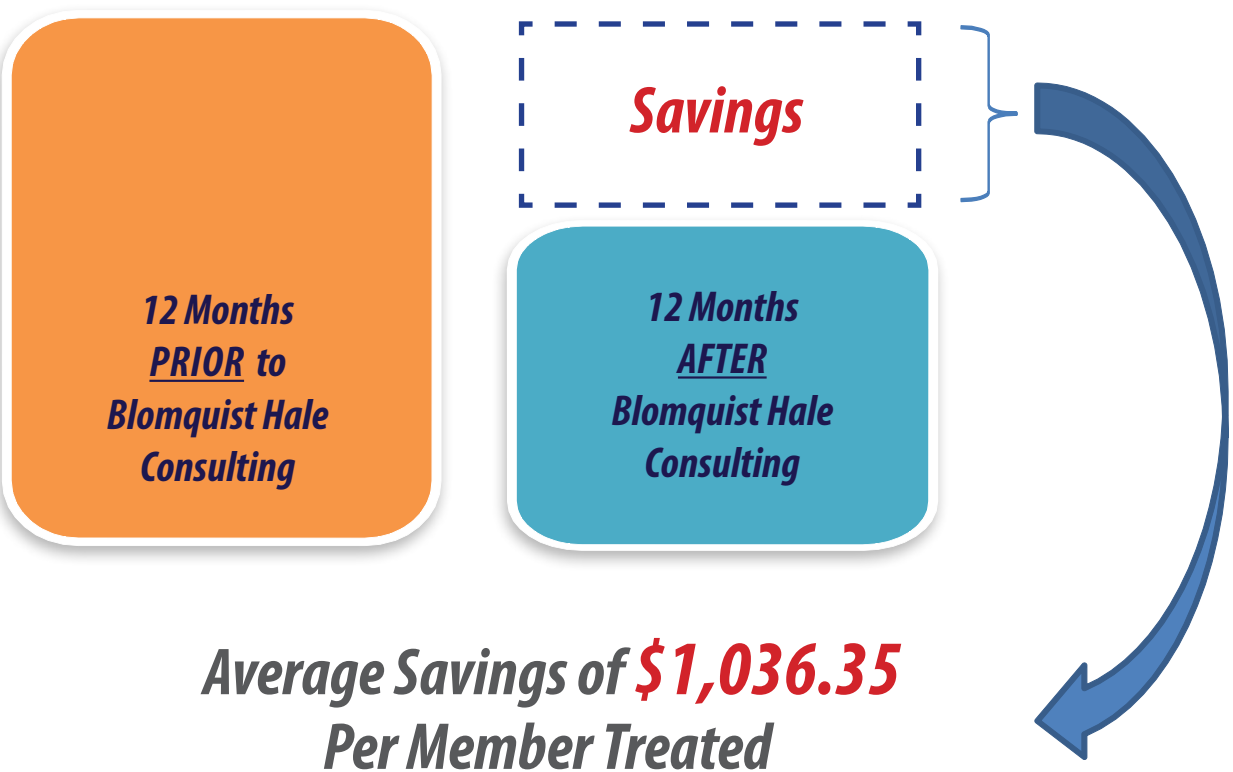 Savings
12 Months
PRIOR to
Blomquist Hale
Consulting
12 Months
AFTER
Blomquist Hale
Consulting
Average Savings of $1,036.35
Per Member Treated